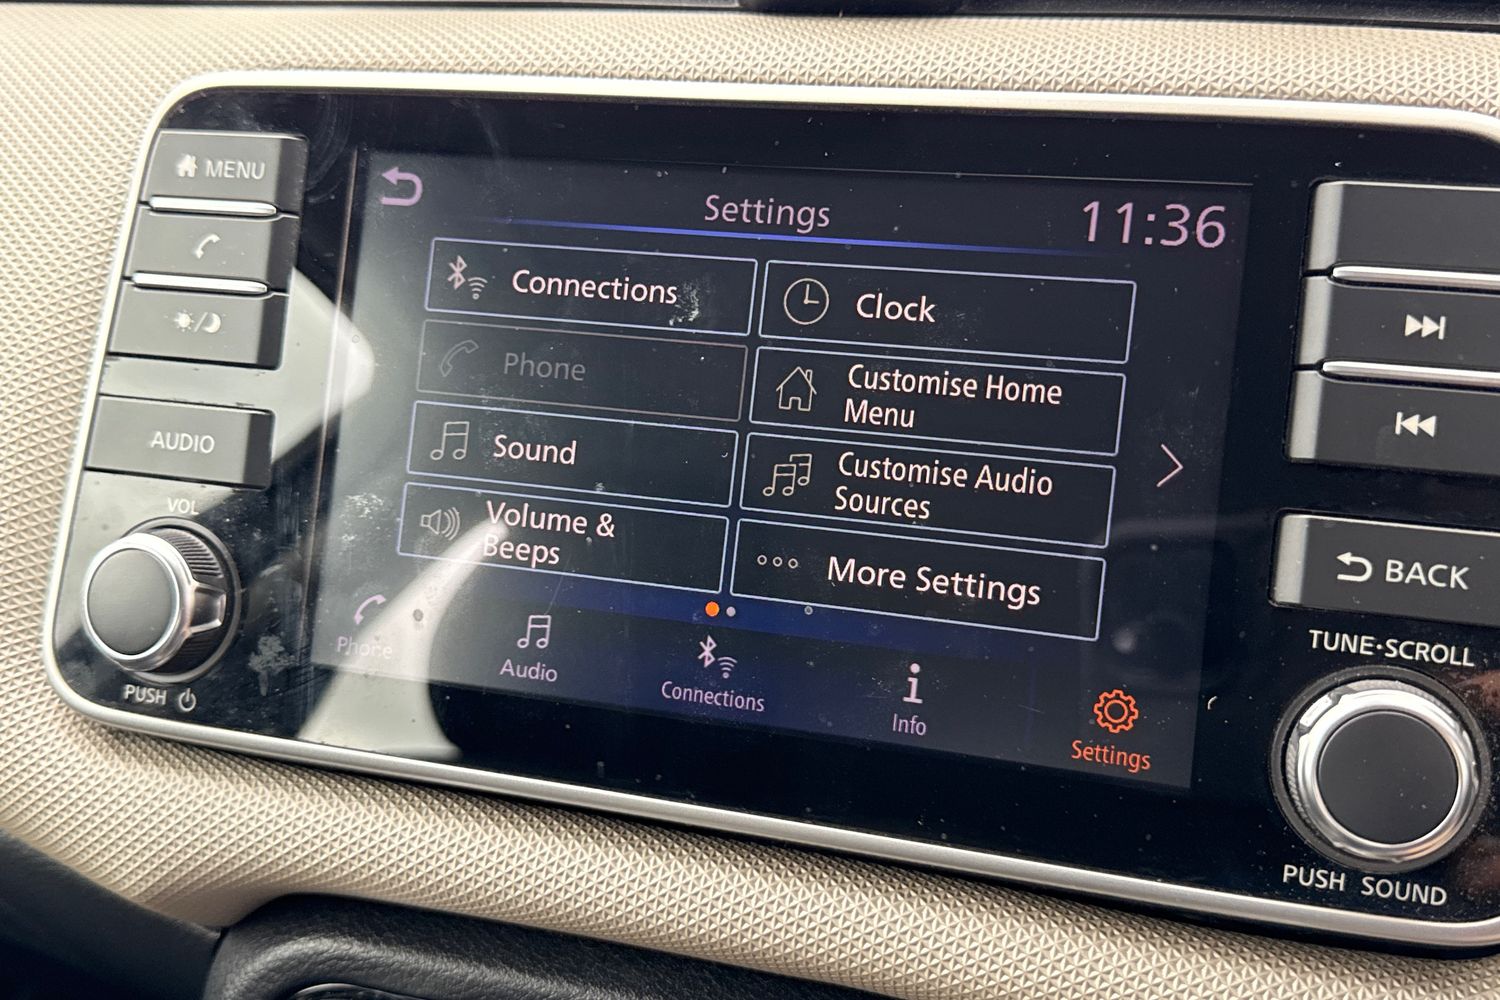 MENU
AUDIO
VOL
PUSH
Settings
11:36
Connections
Phone
Sound
Volume &
Beeps
Clock
Customise Home
Menu
Customise Audio
Sources
More Settings
Phone
Audio
Connections
Info
Settings
BACK
TUNE•SCROLL
PUSH SOUND